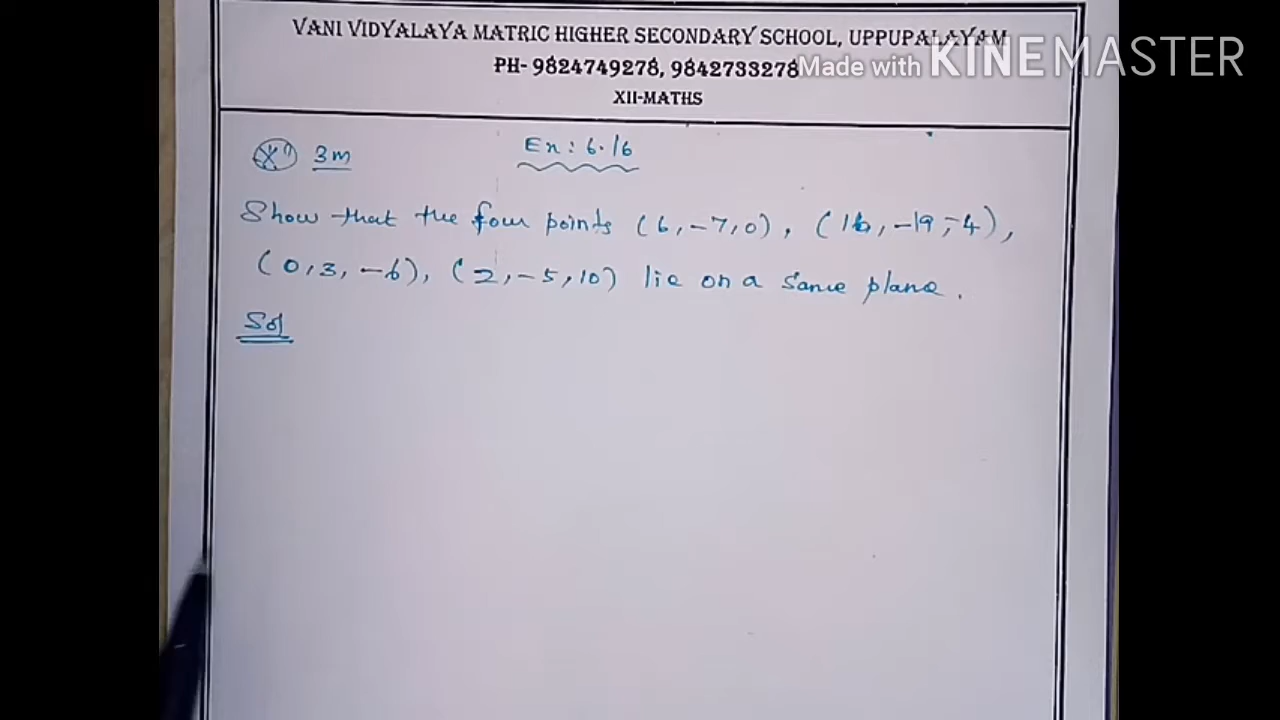 VANI VIDYALAYA MATRIC HIGHER SECONDARY SCHOOL, UPPUPALAYAM
PH- 9824749278, 9842733278
Made with KINEMASTER
XII-MATHS
3m
Ex: 6.16
Show that the four points (6,-7,0), (16,-19,-4),
(0,3,-6), (2,-5,10) lie on a same plane.
Sol